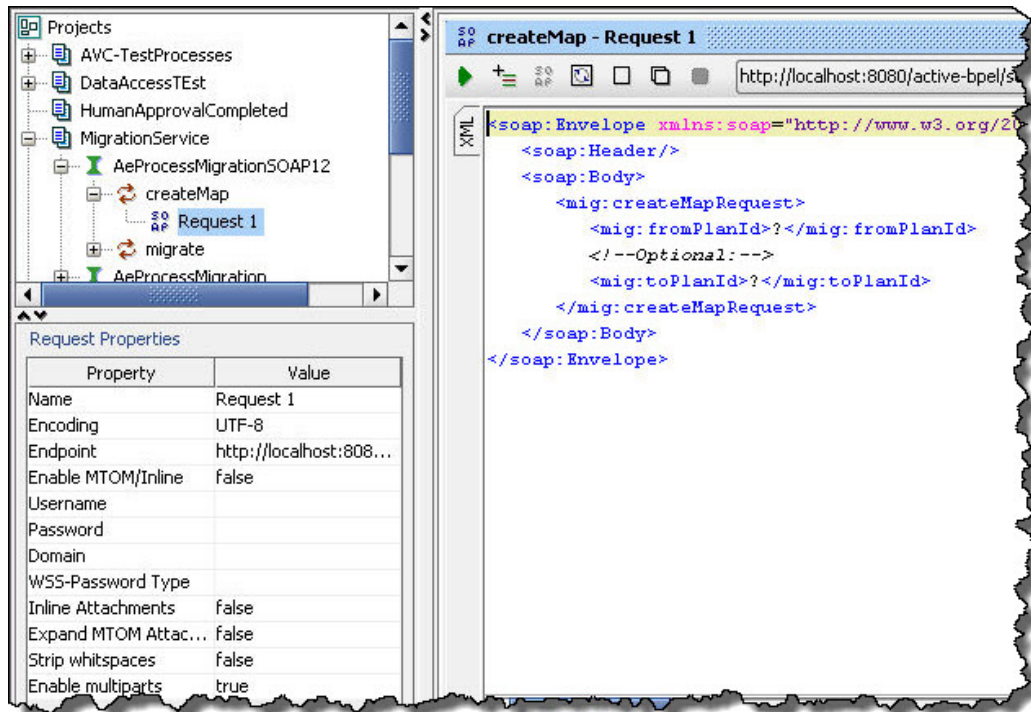 Projects
AVC-TestProcesses
DataAccessTEst
HumanApprovalCompleted
MigrationService
AeProcessMigrationSOAP12
createMap
SOAP Request 1
migrate
AeProcessMigration
Request Properties
Property Value
Name Request 1
Encoding UTF-8
Endpoint http://localhost:808...
Enable MTOM/Inline false
Username
Password
Domain
WSS-Password Type
Inline Attachments false
Expand MTOM Attac... false
Strip whitspaces false
Enable multiparts true
SOAP createMap - Request 1
SOAP http://localhost:8080/active-bpel/s
XML
<soap:Envelope xmlns:soap="http://www.w3.org/20
<soap:Header/>
<soap:Body>
<mig:createMapRequest>
<mig:fromPlanId>?</mig:fromPlanId>
<!--Optional:-->
<mig:toPlanId>?</mig:toPlanId>
</mig:createMapRequest>
</soap:Body>
</soap:Envelope>